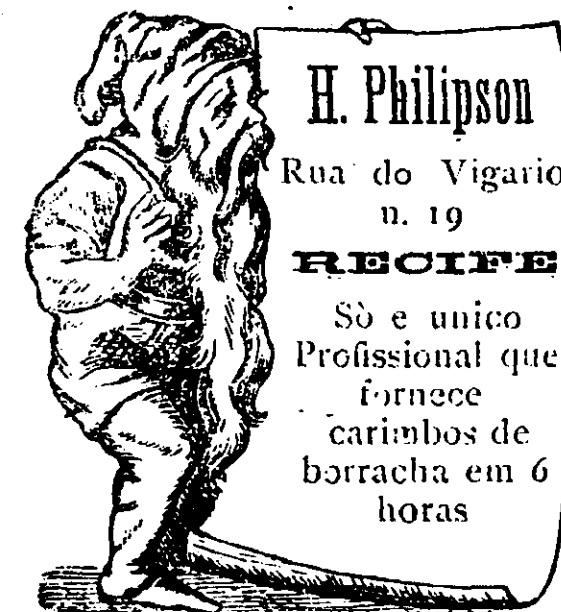 H. Philipson
Rua do Vigario
n. 19
RECIFE
Sò e unico
Profissional que
fornece
carimbos de
borracha em 6
horas